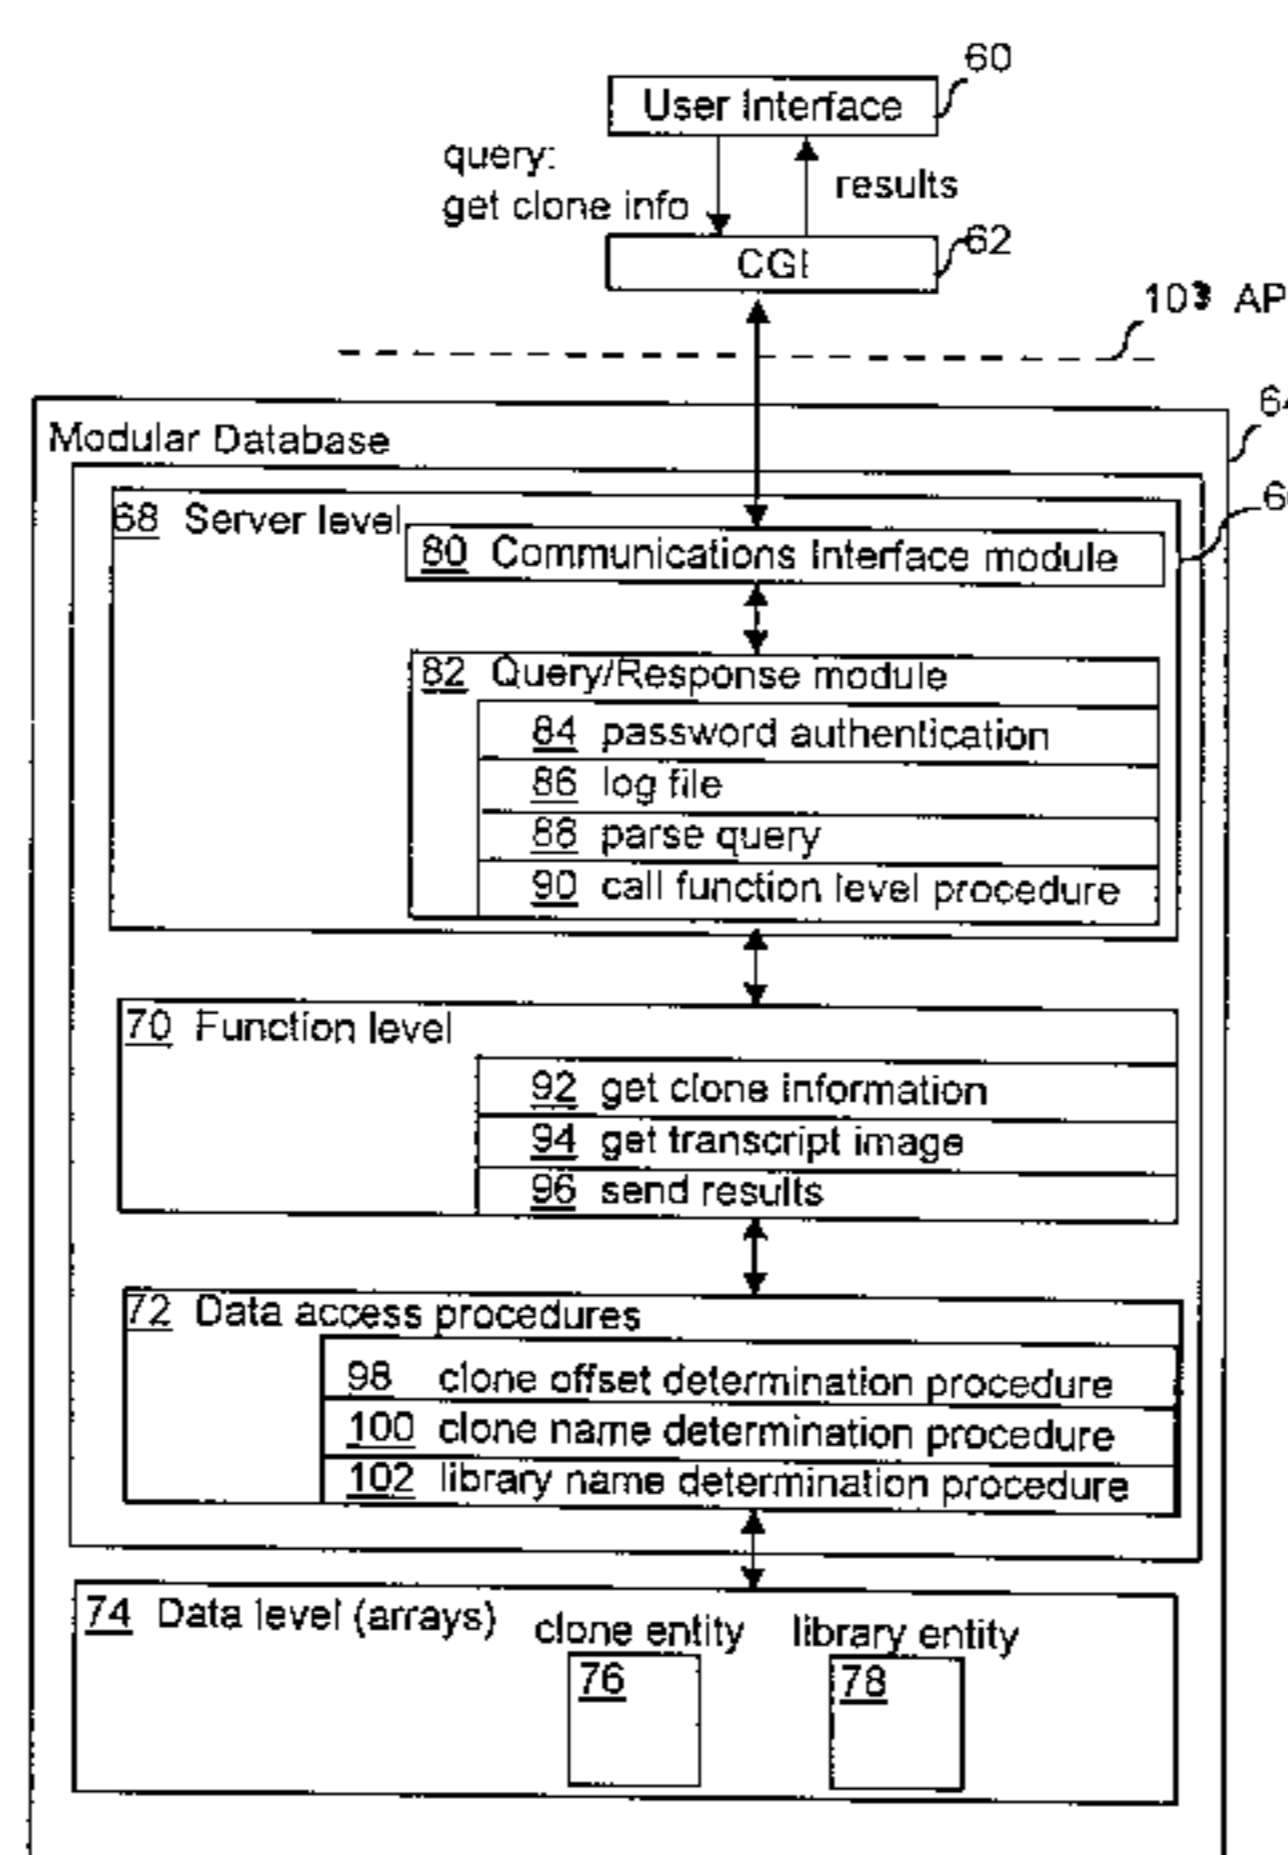 60
User Interface
query:
get clone info
results
62
CGI
103 AP
64
Modular Database
6
68 Server level
80 Communications Interface module
82 Query/Response module
84 password authentication
86 log file
88 parse query
90 call function level procedure
70 Function level
92 get clone information
94 get transcript image
96 send results
72 Data access procedures
98 clone offset determination procedure
100 clone name determination procedure
102 library name determination procedure
74 Data level (arrays)
clone entity
library entity
76
78